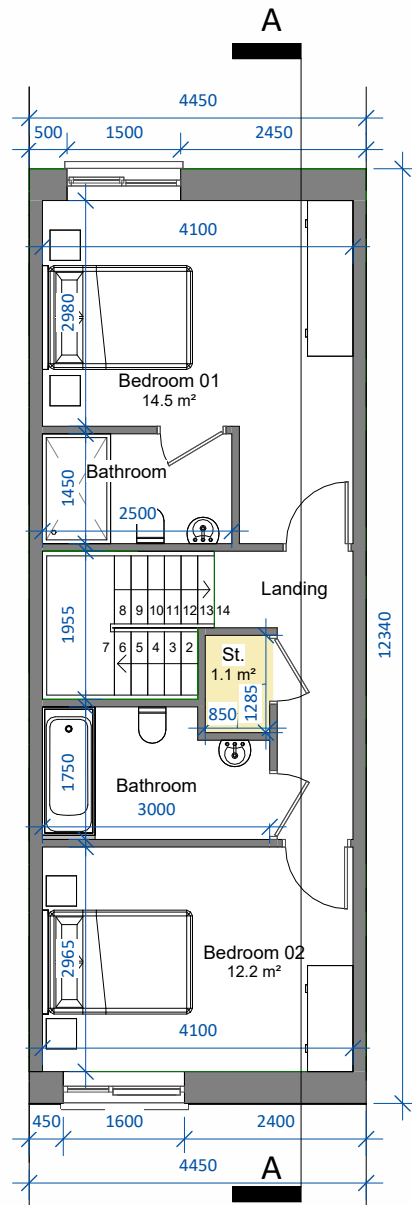 A
4450
500 1500 2450
4100
2980
Bedroom 01
14.5 m²
Bathroom
1450
2500
Landing
8 9 10 11 12 13 14
1955
12340
7 6 5 4 3 2
St.
1.1 m²
850 1285
1750
Bathroom
3000
2965
Bedroom 02
12.2 m²
4100
450 1600 2400
A
4450